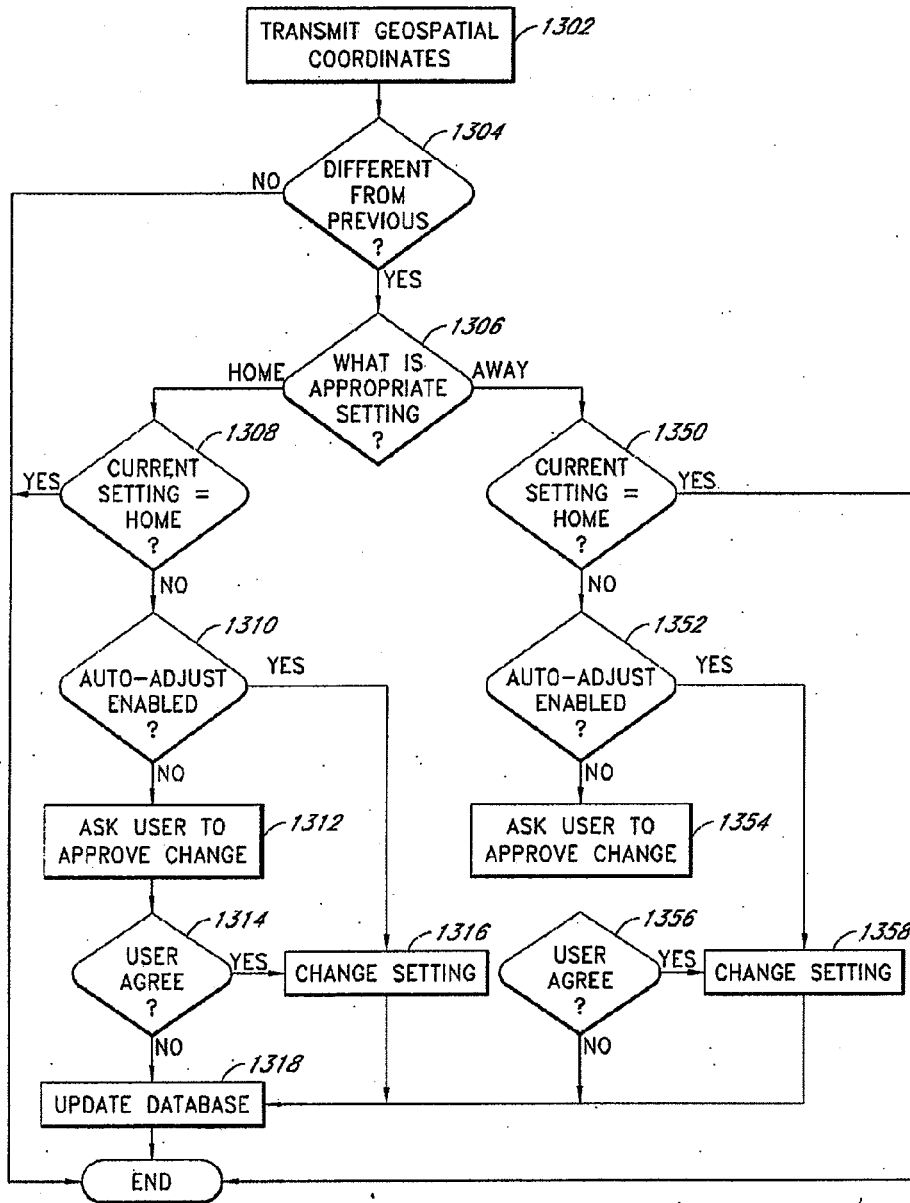 TRANSMIT GEOSPATIAL
COORDINATES
1302
1304
DIFFERENT
FROM
PREVIOUS
?
NO
YES
1306
WHAT IS
APPROPRIATE
SETTING
?
HOME
AWAY
1308
CURRENT
SETTING =
HOME
?
YES
NO
1350
CURRENT
SETTING =
HOME
?
YES
NO
1310
AUTO-ADJUST
ENABLED
?
YES
NO
1352
AUTO-ADJUST
ENABLED
?
YES
NO
ASK USER TO
APPROVE CHANGE
1312
ASK USER TO
APPROVE CHANGE
1354
1314
USER
AGREE
?
YES
NO
1316
CHANGE SETTING
1356
USER
AGREE
?
YES
NO
1358
CHANGE SETTING
1318
UPDATE DATABASE
END